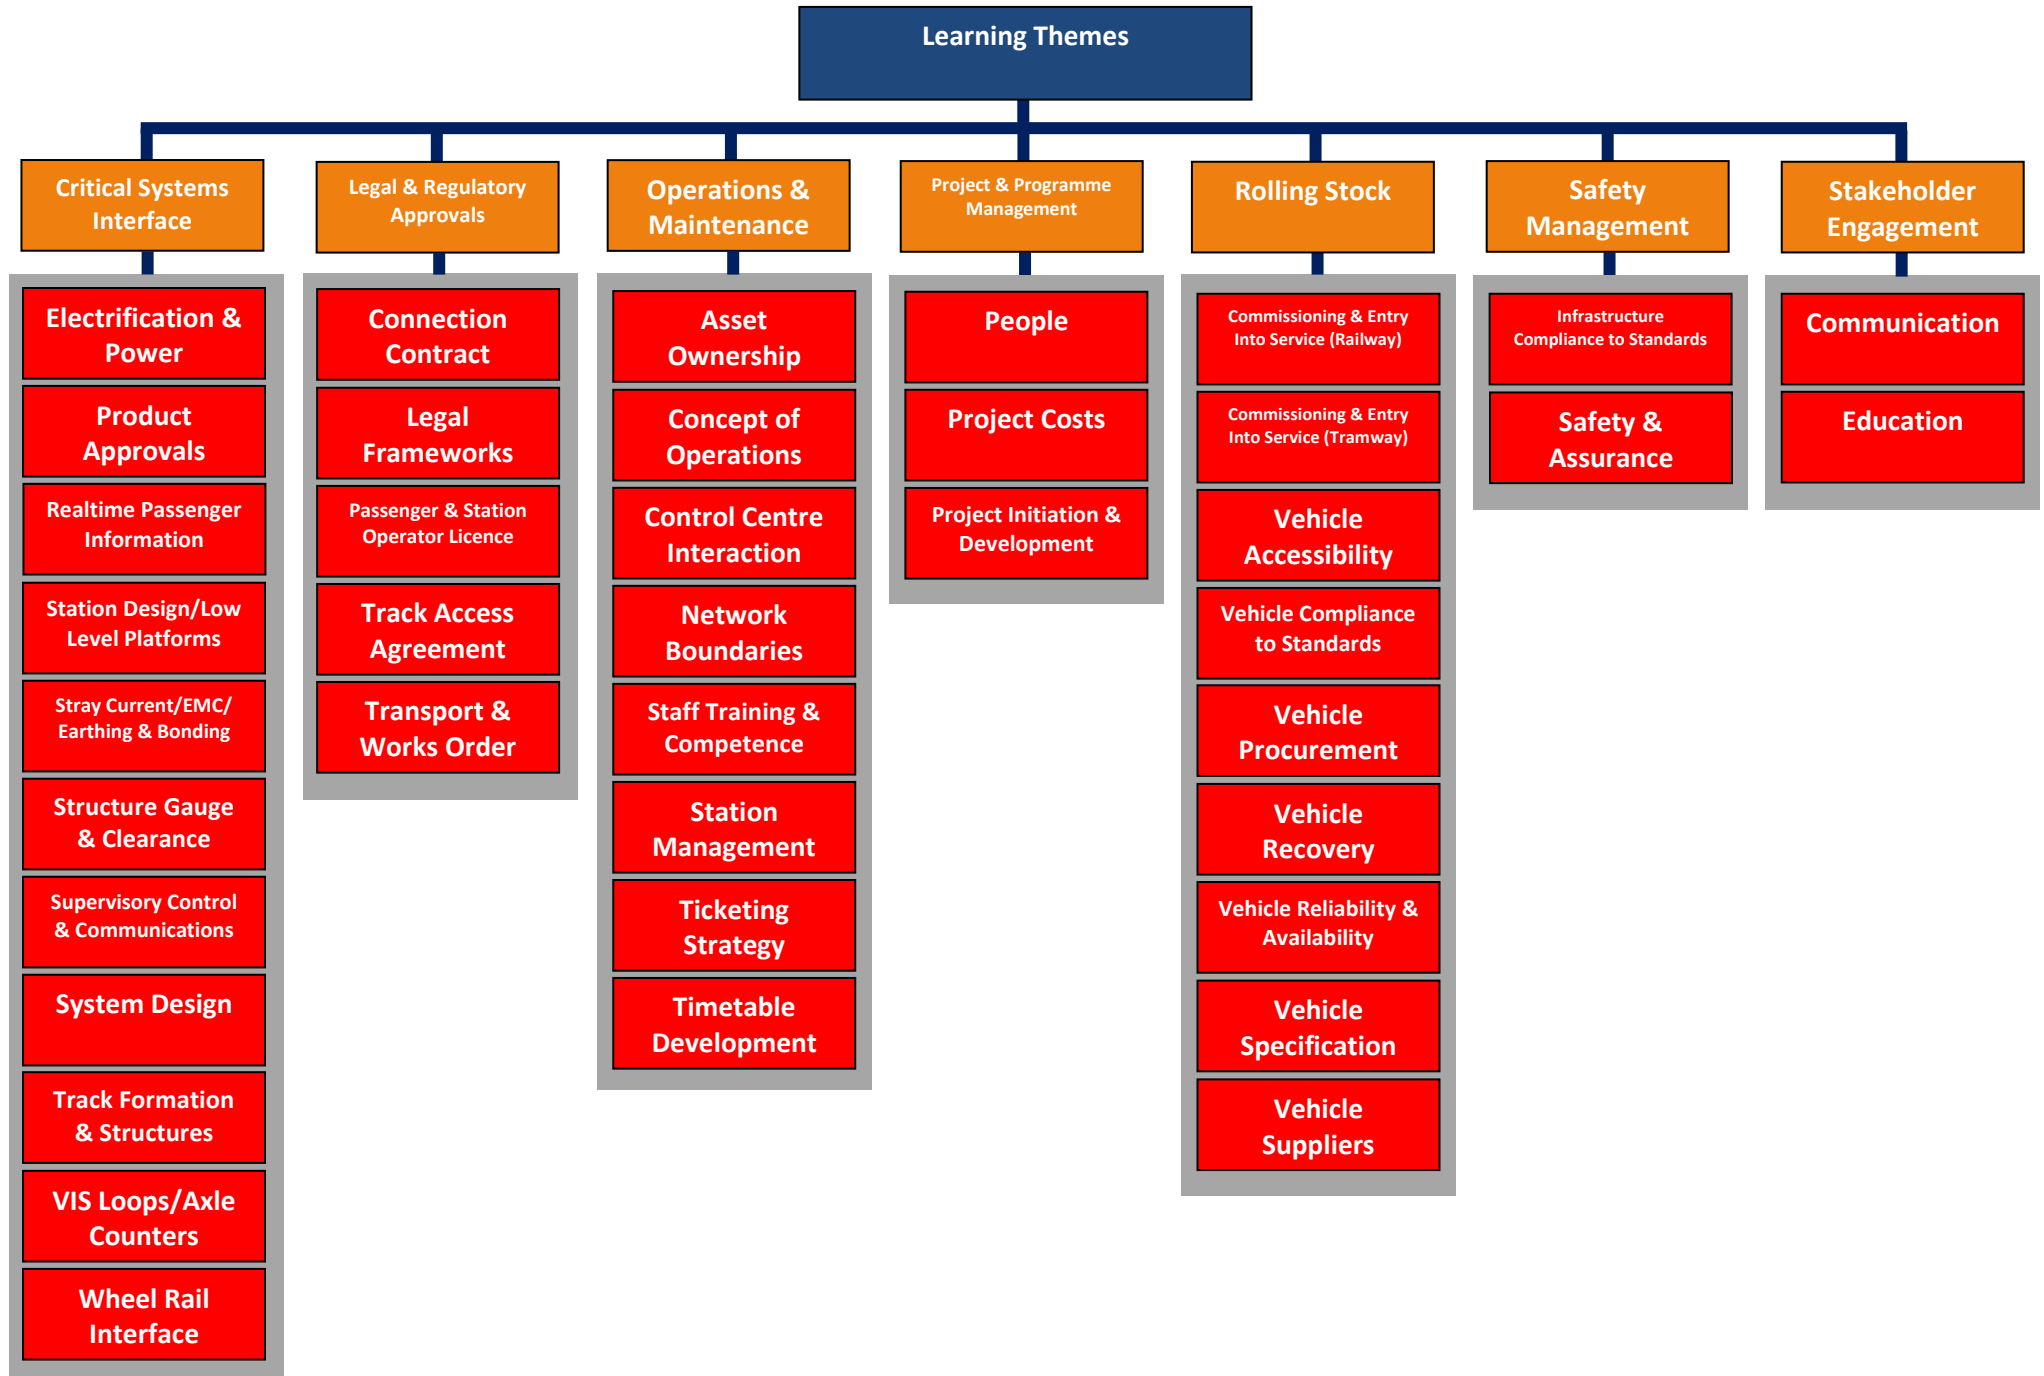 Learning Themes
Critical Systems
Interface
Legal & Regulatory
Approvals
Operations &
Maintenance
Project & Programme
Management
Rolling Stock
Safety
Management
Stakeholder
Engagement
Electrification &
Power
Product
Approvals
Realtime Passenger
Information
Station Design/Low
Level Platforms
Stray Current/EMC/
Earthing & Bonding
Structure Gauge
& Clearance
Supervisory Control
& Communications
System Design
Track Formation
& Structures
VIS Loops/Axle
Counters
Wheel Rail
Interface
Connection
Contract
Legal
Frameworks
Passenger & Station
Operator Licence
Track Access
Agreement
Transport &
Works Order
Asset
Ownership
Concept of
Operations
Control Centre
Interaction
Network
Boundaries
Staff Training &
Competence
Station
Management
Ticketing
Strategy
Timetable
Development
People
Project Costs
Project Initiation &
Development
Commissioning & Entry
Into Service (Railway)
Commissioning & Entry
Into Service (Tramway)
Vehicle
Accessibility
Vehicle Compliance
to Standards
Vehicle
Procurement
Vehicle
Recovery
Vehicle Reliability &
Availability
Vehicle
Specification
Vehicle
Suppliers
Infrastructure
Compliance to Standards
Safety &
Assurance
Communication
Education